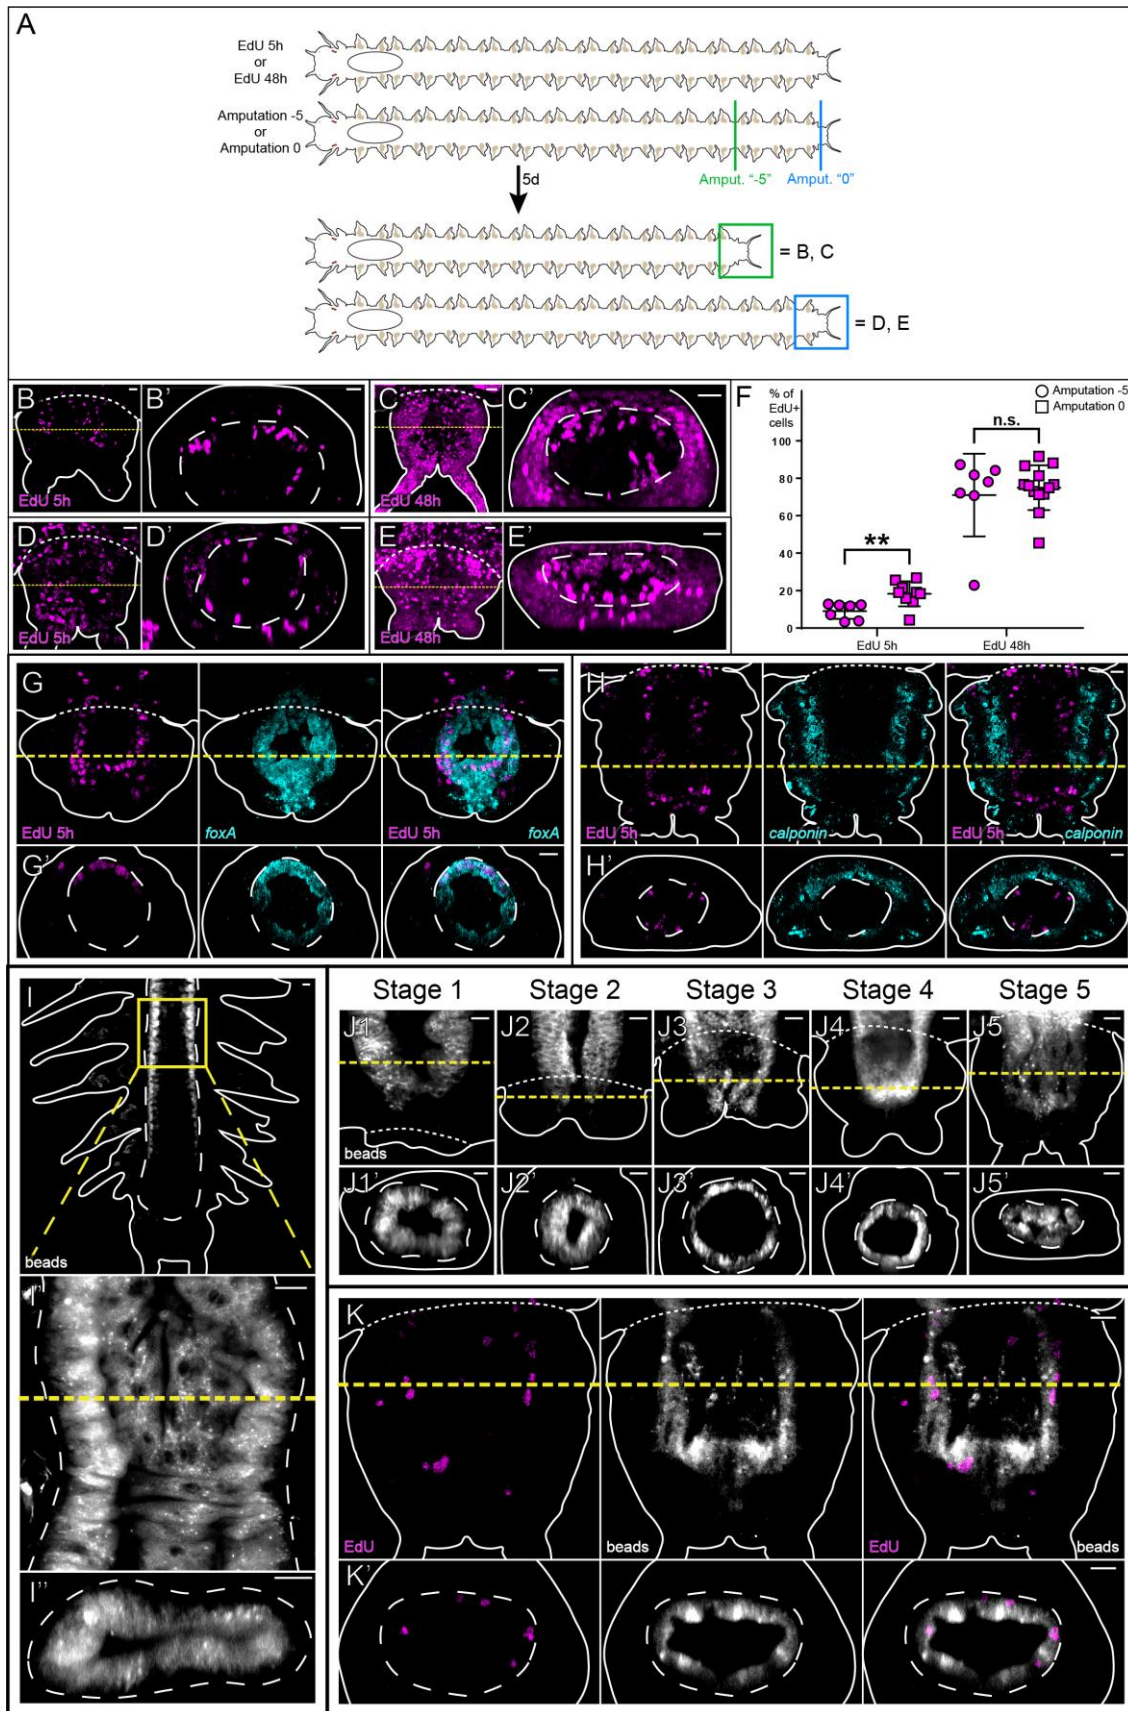 A
EdU 5h
or
EdU 48h
Amputation -5
or
Amputation 0
5d
Amput. “-5”
Amput. “0”
= B, C
= D, E
B
EdU 5h
B’
C
EdU 48h
C’
D
EdU 5h
D’
E
EdU 48h
E’
F
% of
EdU+
cells
Amputation -5
Amputation 0
n.s.
**
100
80
60
40
20
0
EdU 5h
EdU 48h
G
EdU 5h
foxA
EdU 5h
foxA
G’
H
EdU 5h
calponin
EdU 5h
calponin
H’
I
beads
I’
I’’
Stage 1
Stage 2
Stage 3
Stage 4
Stage 5
J1
J2
J3
J4
J5
beads
J1’
J2’
J3’
J4’
J5’
K
EdU
beads
EdU
beads
K’